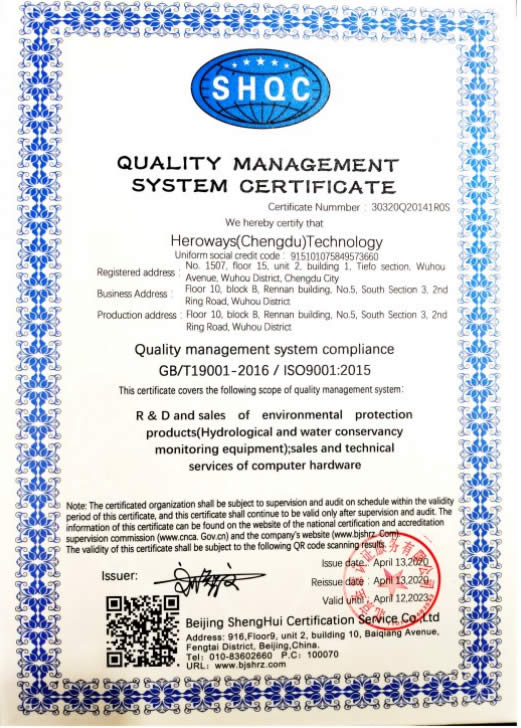 SHQC
QUALITY MANAGEMENT
SYSTEM CERTIFICATE
Certificate Nummber : 30320Q20141R0S
We hereby certify that
Heroways(Chengdu)Technology
Uniform social credit code : 915101075849573660
Registered address : No. 1507, floor 15, unit 2, building 1, Tiefo section, Wuhou
Avenue, Wuhou District, Chengdu City
Business Address : Floor 10, block B, Rennan building, No.5, South Section 3, 2nd
Ring Road, Wuhou District
Production address : Floor 10, block B, Rennan building, No.5, South Section 3, 2nd
Ring Road, Wuhou District
Quality management system compliance
GB/T19001-2016 / ISO9001:2015
This certificate covers the following scope of quality management system:
R & D and sales of environmental protection
products(Hydrological and water conservancy
monitoring equipment);sales and technical
services of computer hardware
Note: The certificated organization shall be subject to supervision and audit on schedule within the validity
period of this certificate, and this certificate shall continue to be valid only after supervision and audit. The
information of this certificate can be found on the website of the national certification and accreditation
supervision commission (www.cnca. Gov.cn) and the company's website (www.bjshrz. Com).
The validity of this certificate shall be subject to the following QR code scanning results.
Issue date: April 13,2020
Issuer:
Reissue date: April 13,2020
Valid until: April 12,2023
Beijing ShengHui Certification Service Co.,Ltd
Address: 916,Floor9, unit 2, building 10, Baiqiang Avenue,
Fengtai District, Beijing,China.
Tel: 010-83602660 P.C: 100070
URL: www.bjshrz.com